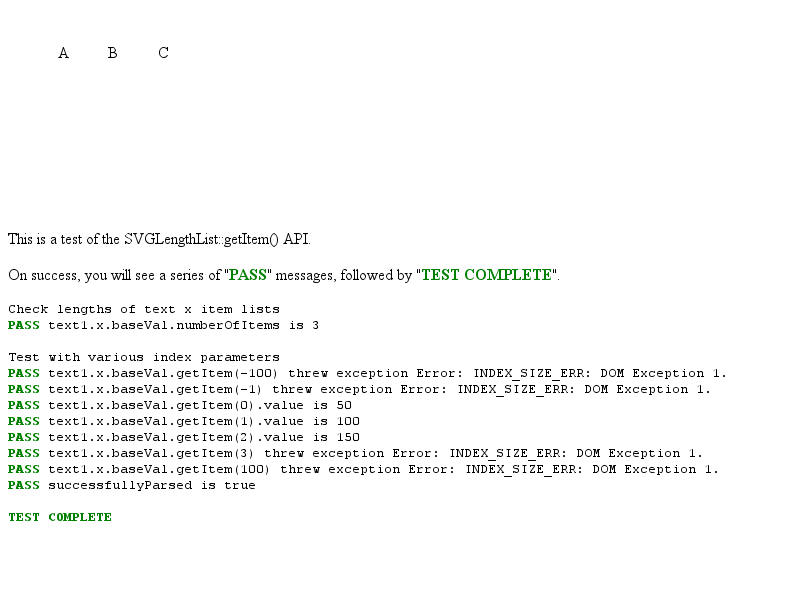 A B C
This is a test of the SVGLengthList::getItem() API.
On success, you will see a series of "PASS" messages, followed by "TEST COMPLETE".
Check lengths of text x item lists
PASS text1.x.baseVal.numberOfItems is 3
Test with various index parameters
PASS text1.x.baseVal.getItem(-100) threw exception Error: INDEX_SIZE_ERR: DOM Exception 1.
PASS text1.x.baseVal.getItem(-1) threw exception Error: INDEX_SIZE_ERR: DOM Exception 1.
PASS text1.x.baseVal.getItem(0).value is 50
PASS text1.x.baseVal.getItem(1).value is 100
PASS text1.x.baseVal.getItem(2).value is 150
PASS text1.x.baseVal.getItem(3) threw exception Error: INDEX_SIZE_ERR: DOM Exception 1.
PASS text1.x.baseVal.getItem(100) threw exception Error: INDEX_SIZE_ERR: DOM Exception 1.
PASS successfullyParsed is true
TEST COMPLETE